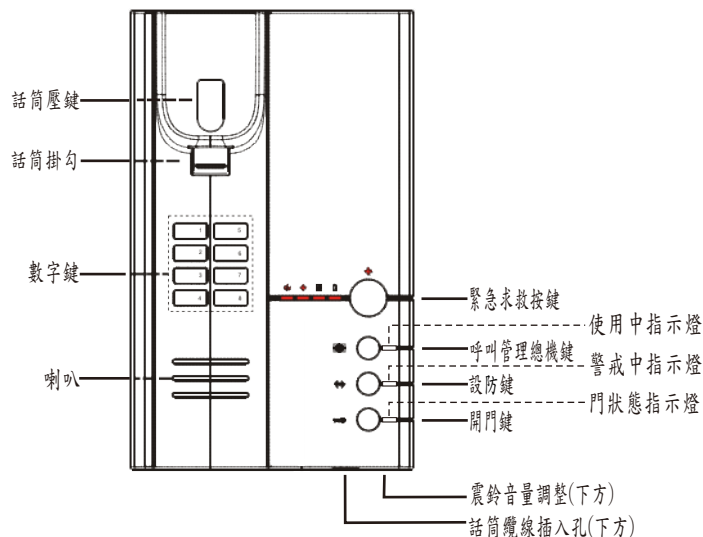 話筒壓鍵
話筒掛勾
1 5
2 6
3 7
4 8
數字鍵
喇叭
緊急求救按鍵
使用中指示燈
呼叫管理總機鍵
警戒中指示燈
設防鍵
門狀態指示燈
開門鍵
震鈴音量調整(下方)
話筒纜線插入孔(下方)